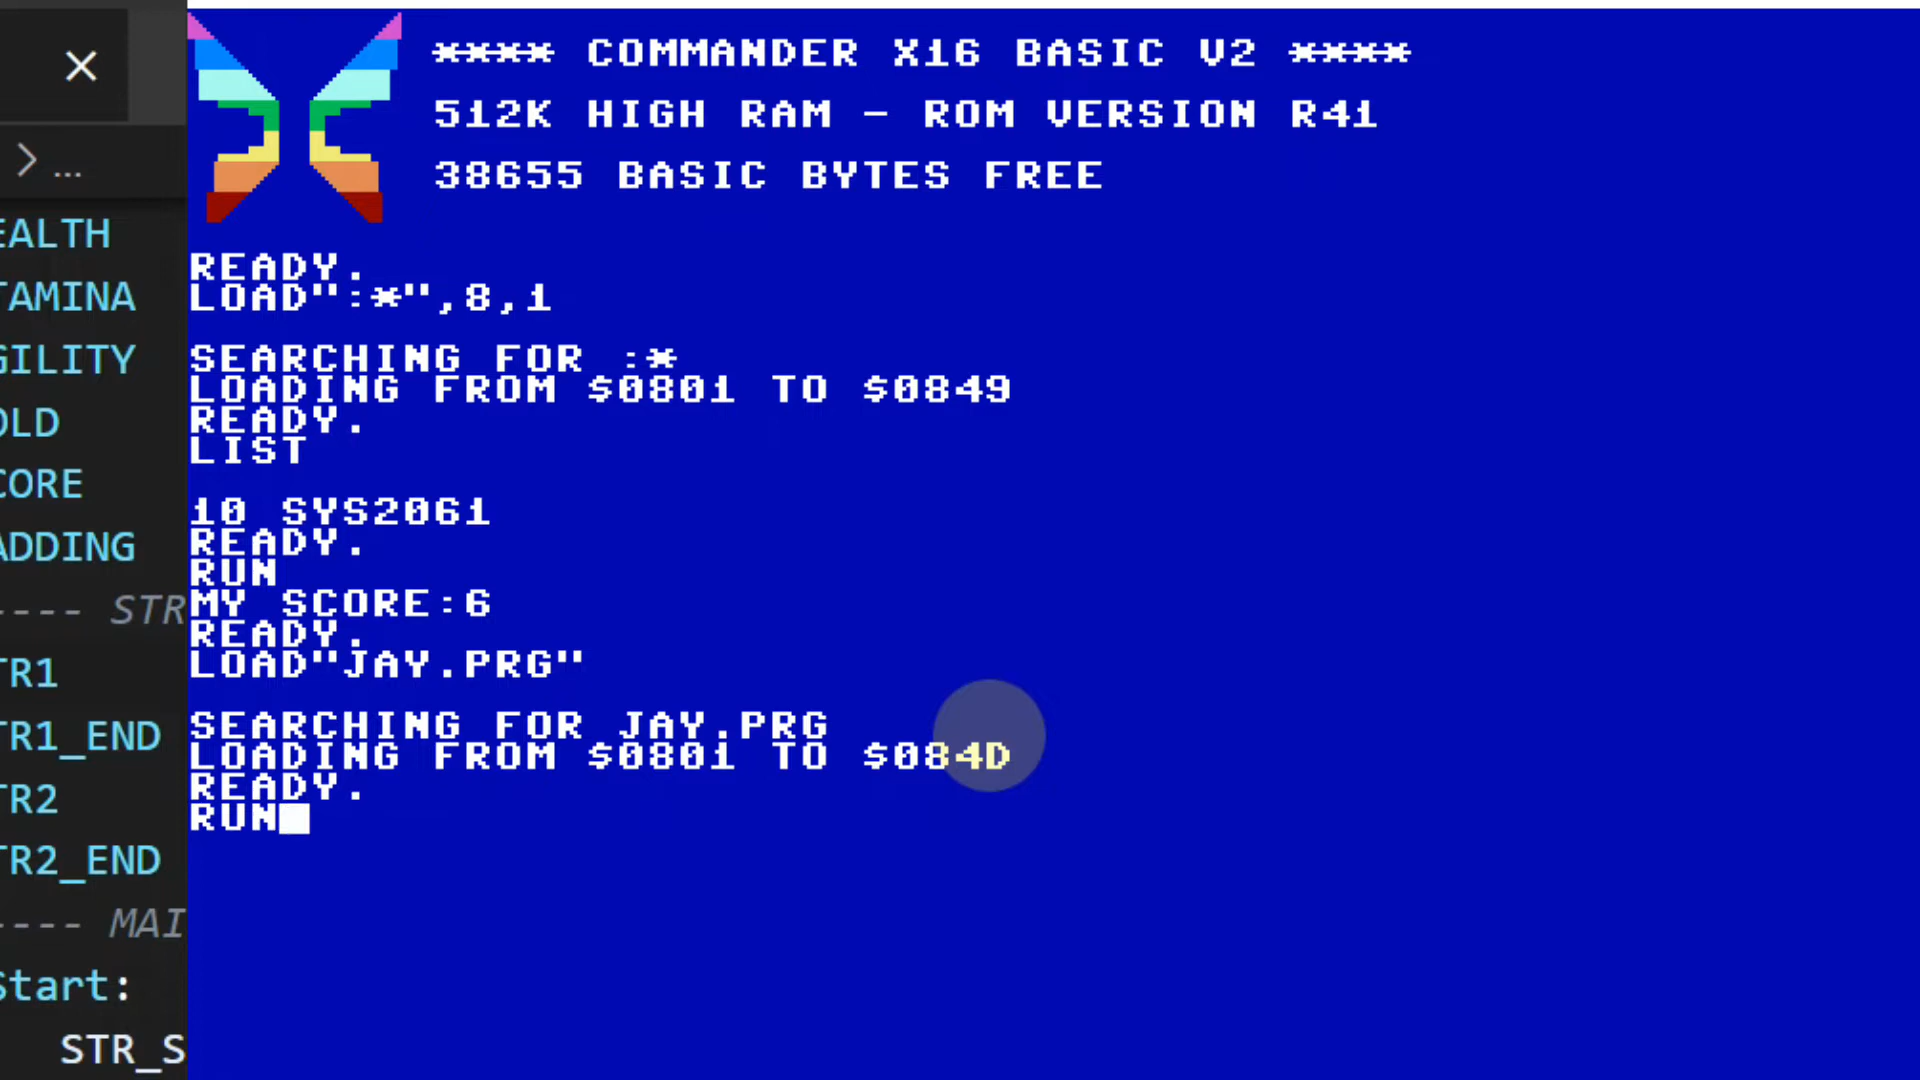 **** COMMANDER X16 BASIC V2 ****
512K HIGH RAM - ROM VERSION R41
38655 BASIC BYTES FREE
READY.
LOAD":*",8,1
SEARCHING FOR :*
LOADING FROM $0801 TO $0849
READY.
LIST
10 SYS2061
READY.
RUN
MY SCORE:6
READY.
LOAD"JAY.PRG"
SEARCHING FOR JAY.PRG
LOADING FROM $0801 TO $084D
READY.
RUN
> ...
EALTH
TAMINA
GILITY
OLD
CORE
ADDING
---- STR
TR1
TR1_END
TR2
TR2_END
---- MAI
Start:
STR_S